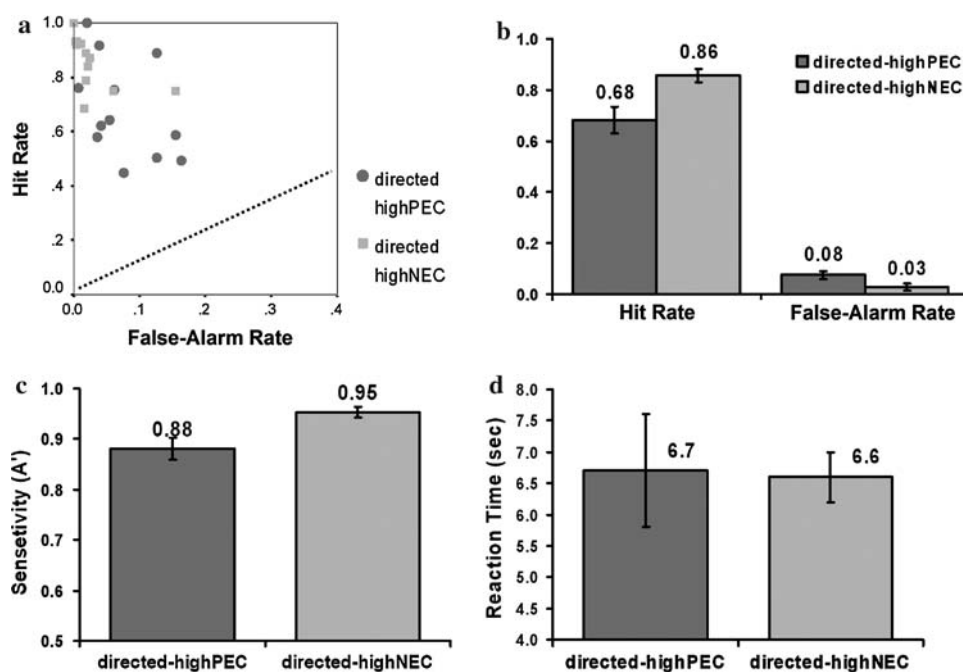 a
1.0
.8
.6
.4
.2
0.0
Hit Rate
0.0 .1 .2 .3 .4
False-Alarm Rate
directed
highPEC
directed
highNEC
b
1.0
0.8
0.6
0.4
0.2
0.0
0.68
0.86
0.08
0.03
Hit Rate False-Alarm Rate
directed-highPEC
directed-highNEC
c
Sensetivity (A')
1.0
0.9
0.8
0.7
0.6
0.5
0.88
0.95
directed-highPEC directed-highNEC
d
Reaction Time (sec)
8.0
7.5
7.0
6.5
6.0
5.5
5.0
4.5
4.0
6.7
6.6
directed-highPEC directed-highNEC